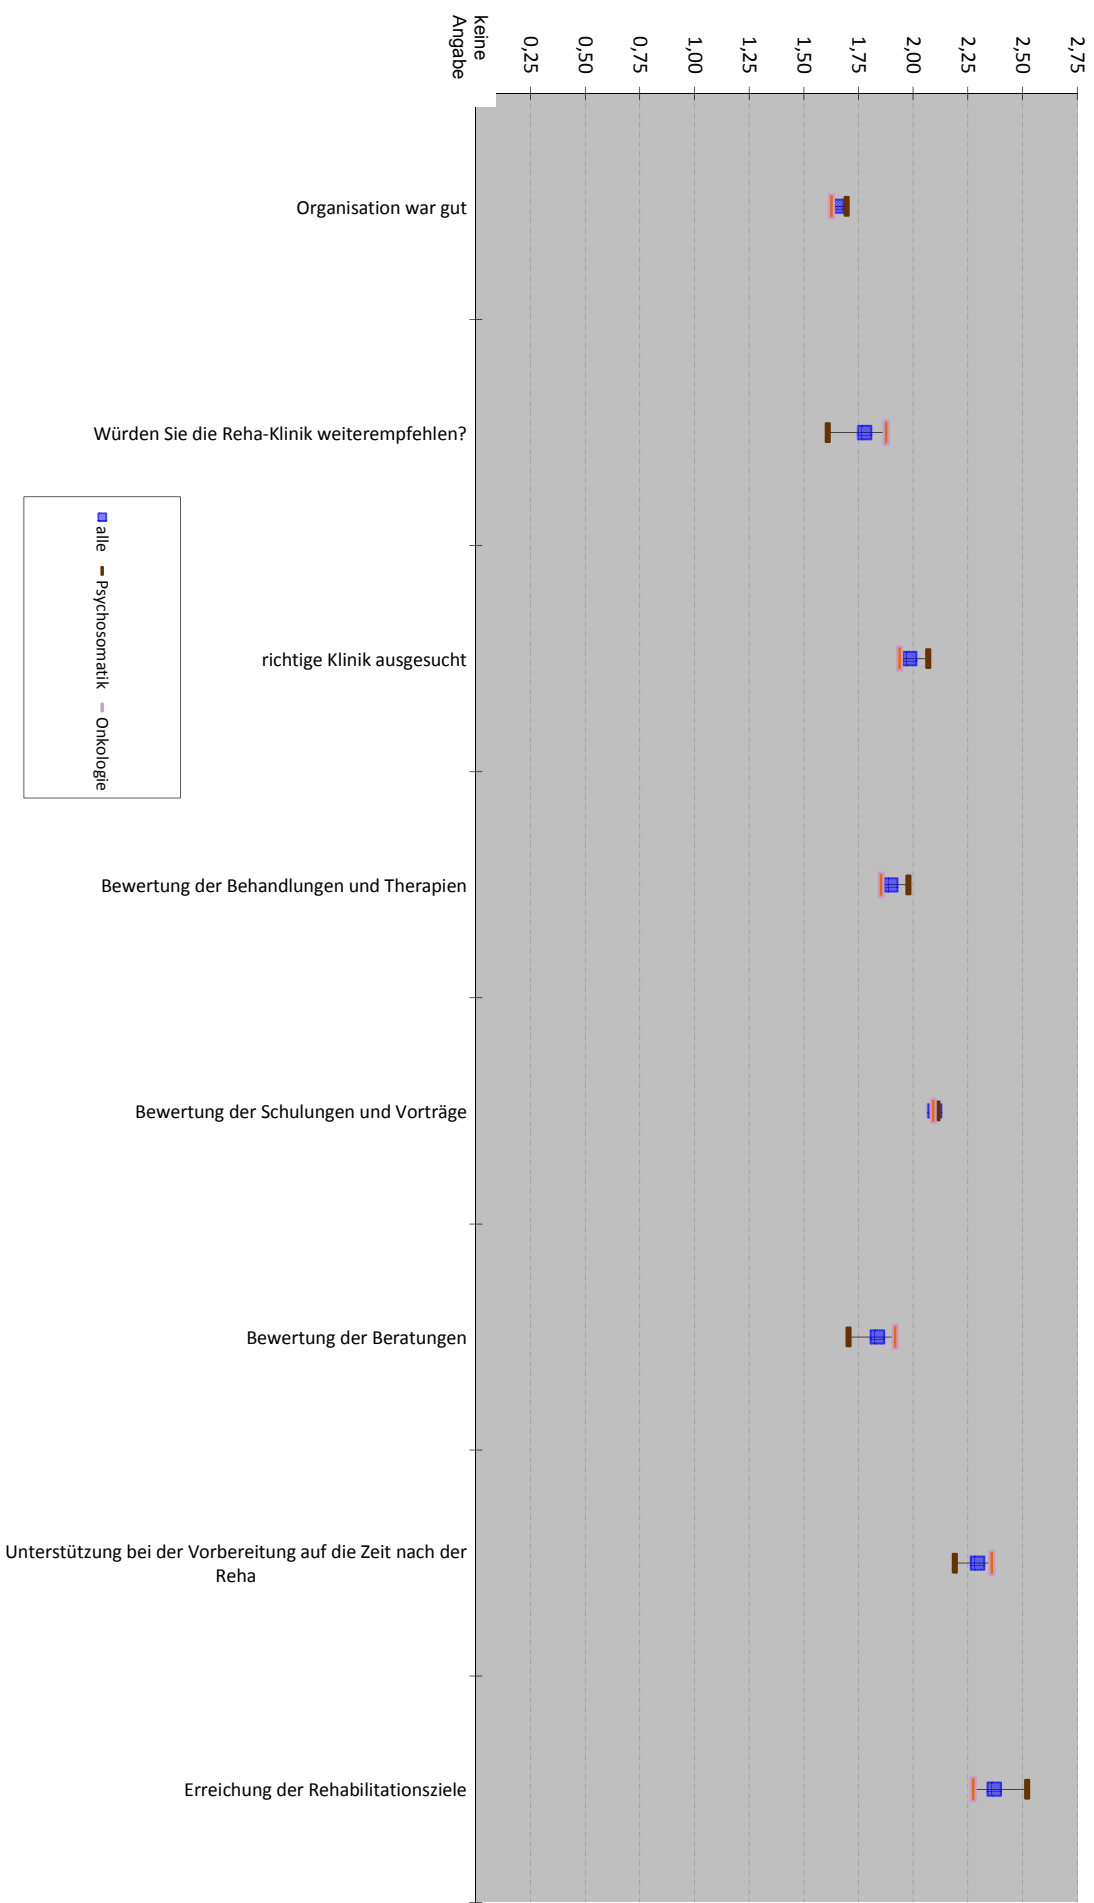 2,75
2,50
2,25
2,00
1,75
1,50
1,25
1,00
0,75
0,50
0,25
keine
Angabe
Organisation war gut
Würden Sie die Reha-Klinik weiterempfehlen?
richtige Klinik ausgesucht
Bewertung der Behandlungen und Therapien
Bewertung der Schulungen und Vorträge
Bewertung der Beratungen
Unterstützung bei der Vorbereitung auf die Zeit nach der
Reha
Erreichung der Rehabilitationsziele
alle Psychosomatik Onkologie